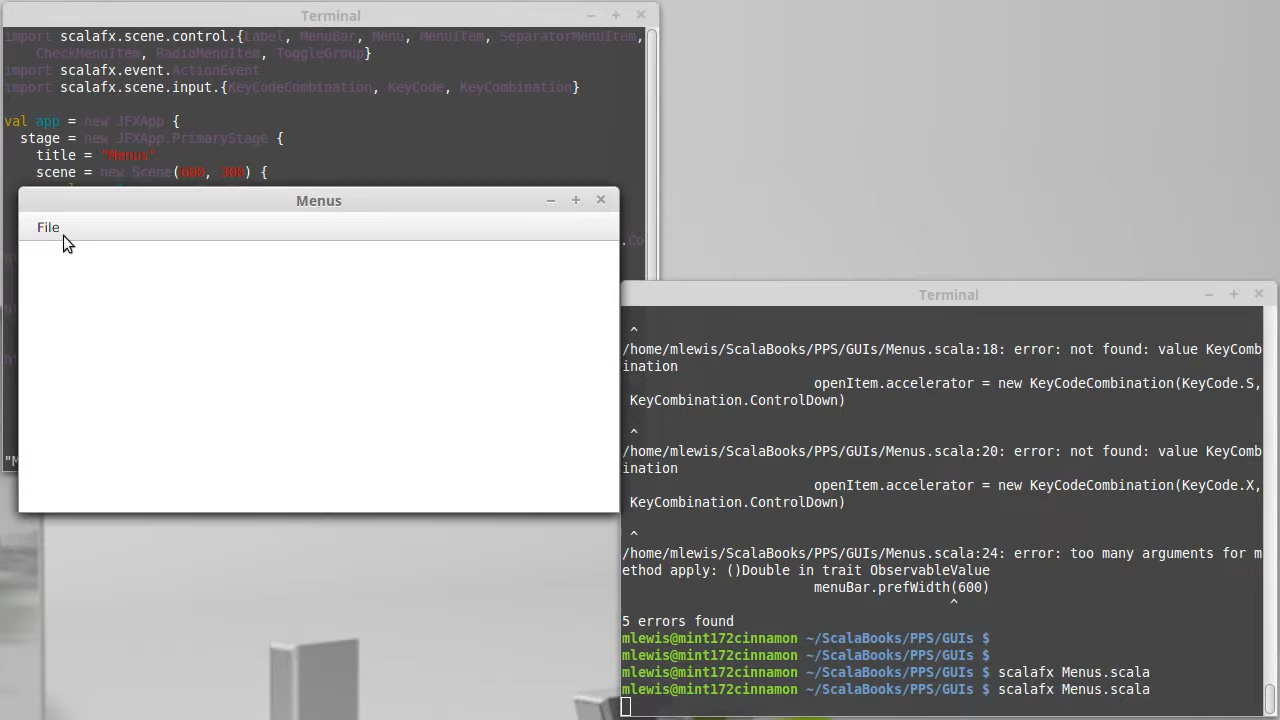 Terminal
import scalafx.scene.control.{Label, MenuBar, Menu, MenuItem, SeparatorMenuItem,
CheckMenuItem, RadioMenuItem, ToggleGroup}
import scalafx.event.ActionEvent
import scalafx.scene.input.{KeyCodeCombination, KeyCode, KeyCombination}
val app = new JFXApp {
stage = new JFXApp.PrimaryStage {
title = "Menus"
scene = new Scene(600, 300) {
Menus
File
.Co
"M
Terminal
^
/home/mlewis/ScalaBooks/PPS/GUIs/Menus.scala:18: error: not found: value KeyComb
ination
openItem.accelerator = new KeyCodeCombination(KeyCode.S,
KeyCombination.ControlDown)
^
/home/mlewis/ScalaBooks/PPS/GUIs/Menus.scala:20: error: not found: value KeyComb
ination
openItem.accelerator = new KeyCodeCombination(KeyCode.X,
KeyCombination.ControlDown)
^
/home/mlewis/ScalaBooks/PPS/GUIs/Menus.scala:24: error: too many arguments for m
ethod apply: ()Double in trait ObservableValue
menuBar.prefWidth(600)
^
5 errors found
mlewis@mint172cinnamon ~/ScalaBooks/PPS/GUIs $
mlewis@mint172cinnamon ~/ScalaBooks/PPS/GUIs $
mlewis@mint172cinnamon ~/ScalaBooks/PPS/GUIs $ scalafx Menus.scala
mlewis@mint172cinnamon ~/ScalaBooks/PPS/GUIs $ scalafx Menus.scala